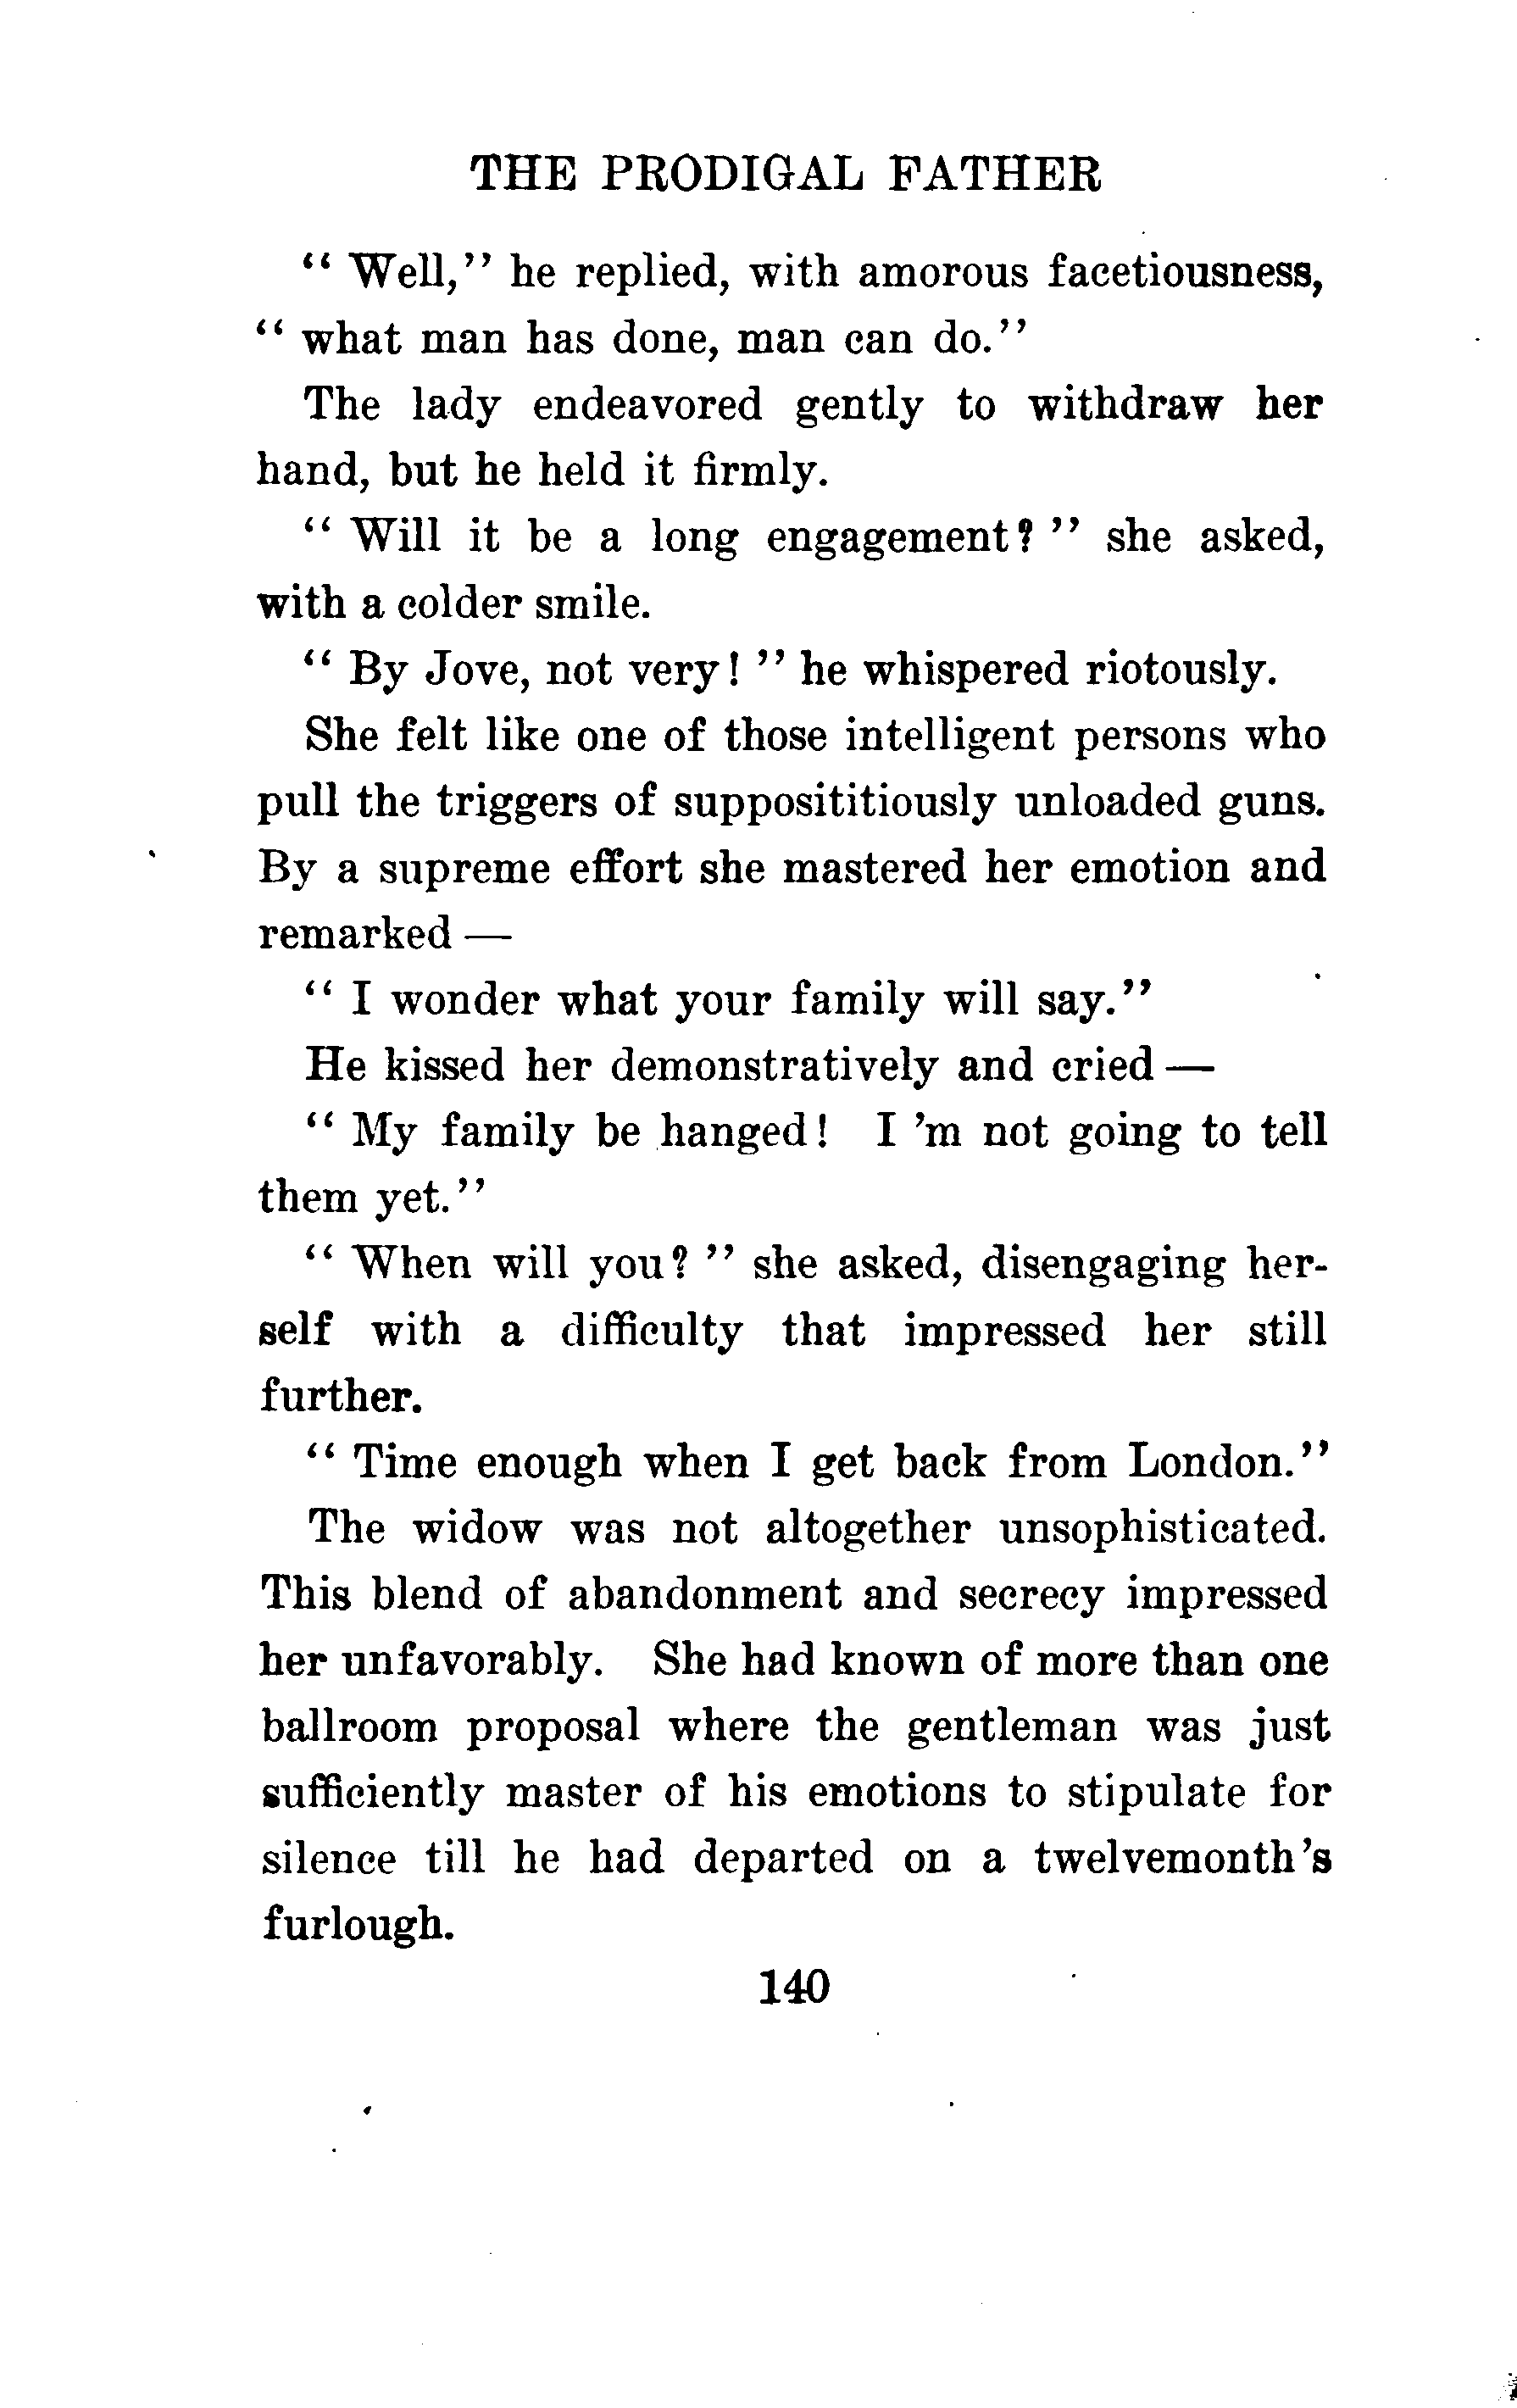 THE PRODIGAL FATHER
“ Well,” he replied, with amorous facetiousness,
“ what man has done, man can do.”
The lady endeavored gently to withdraw her
hand, but he held it firmly.
“ Will it be a long engagement? ” she asked,
with a colder smile.
“ By Jove, not very! ” he whispered riotously.
She felt like one of those intelligent persons who
pull the triggers of supposititiously unloaded guns.
By a supreme effort she mastered her emotion and
remarked —
“ I wonder what your family will say.”
He kissed her demonstratively and cried —
“ My family be hanged! I ’m not going to tell
them yet.”
“ When will you? ” she asked, disengaging her-
self with a difficulty that impressed her still
further.
“ Time enough when I get back from London.”
The widow was not altogether unsophisticated.
This blend of abandonment and secrecy impressed
her unfavorably. She had known of more than one
ballroom proposal where the gentleman was just
sufficiently master of his emotions to stipulate for
silence till he had departed on a twelvemonth’s
furlough.
140